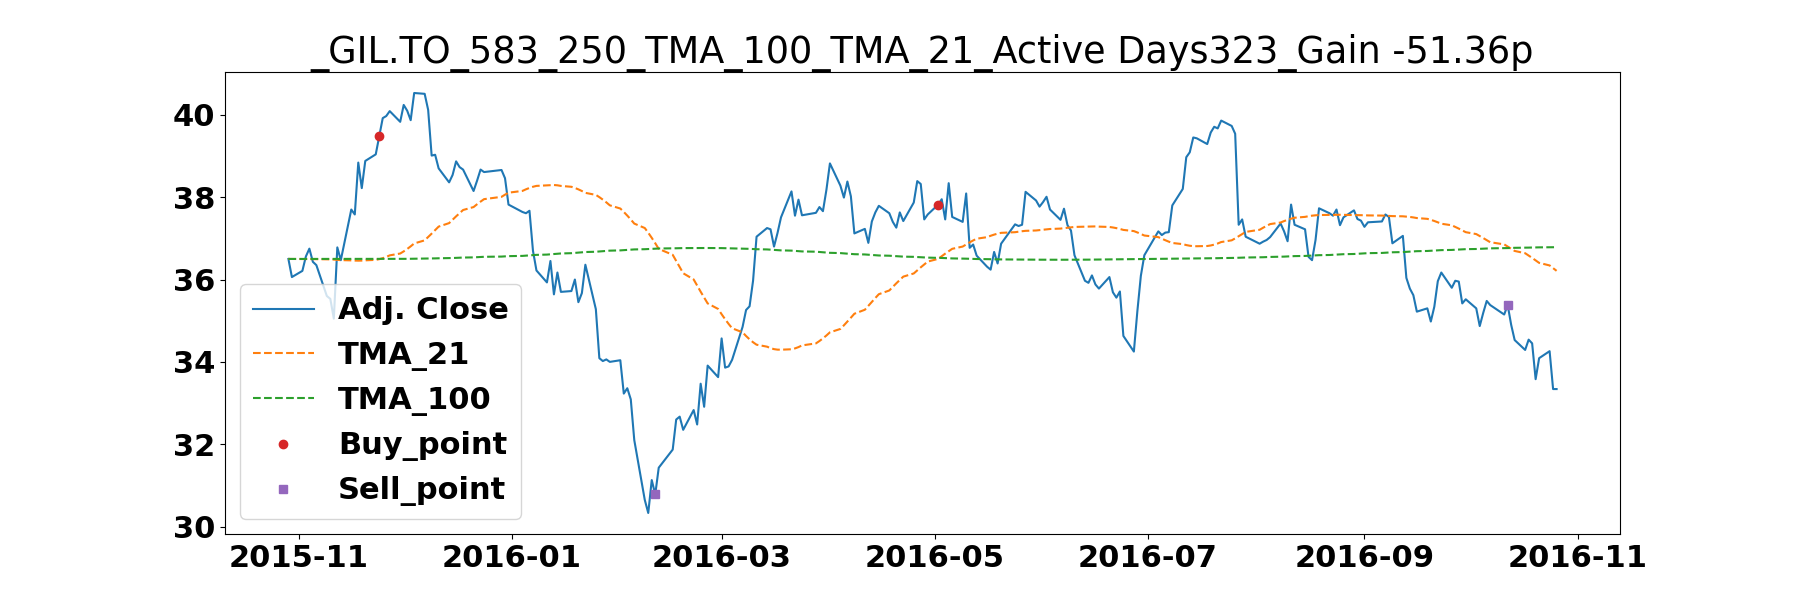 _GIL.TO_583_250_TMA_100_TMA_21_Active Days323_Gain -51.36p
40
38
36
34
32
30
Adj. Close
TMA_21
TMA_100
Buy_point
Sell_point
2015-11 2016-01 2016-03 2016-05 2016-07 2016-09 2016-11